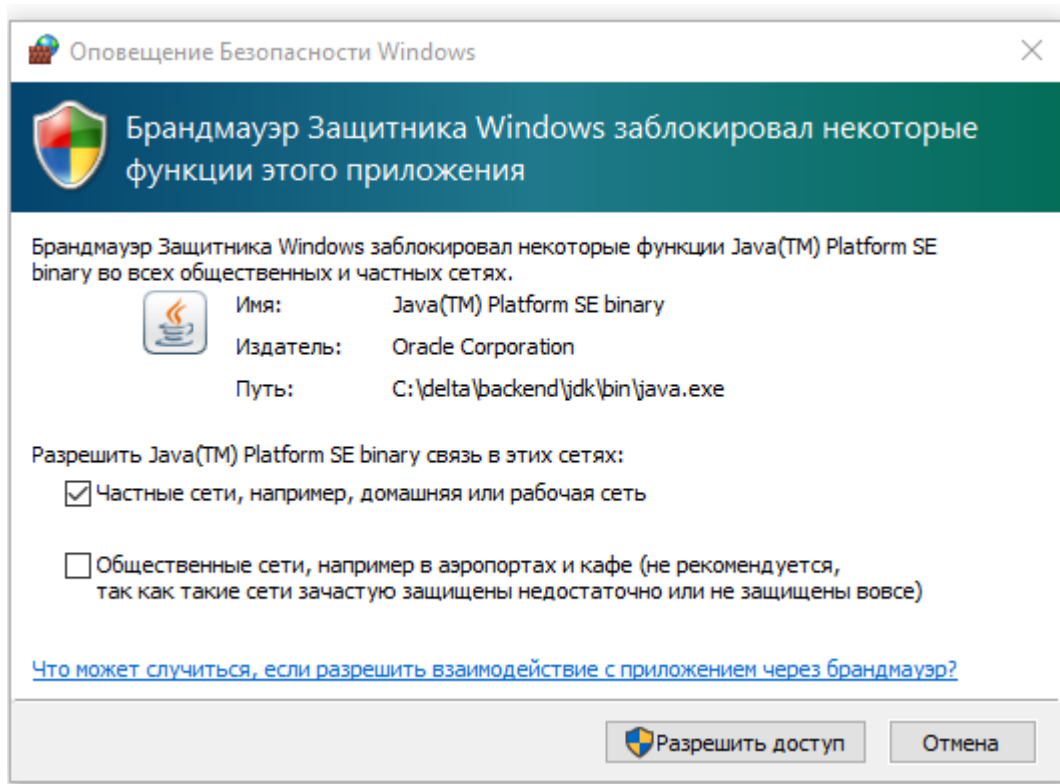 Оповещение Безопасности Windows
Брандмауэр Защитника Windows заблокировал некоторые
функции этого приложения
Брандмауэр Защитника Windows заблокировал некоторые функции Java(TM) Platform SE
binary во всех общественных и частных сетях.
Имя: Java(TM) Platform SE binary
Издатель: Oracle Corporation
Путь: C:\delta\backend\jdk\bin\java.exe
Разрешить Java(TM) Platform SE binary связь в этих сетях:
Частные сети, например, домашняя или рабочая сеть
Общественные сети, например в аэропортах и кафе (не рекомендуется,
так как такие сети зачастую защищены недостаточно или не защищены вовсе)
Что может случиться, если разрешить взаимодействие с приложением через брандмауэр?
Разрешить доступ Отмена